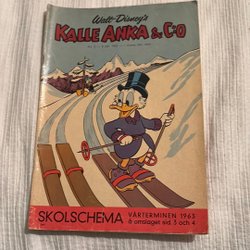 Walt Disney's
KALLE ANKA & C:O
SKOLSCHEMA
VÅRTERMINEN 1963
å omslaget sid. 3 och 4